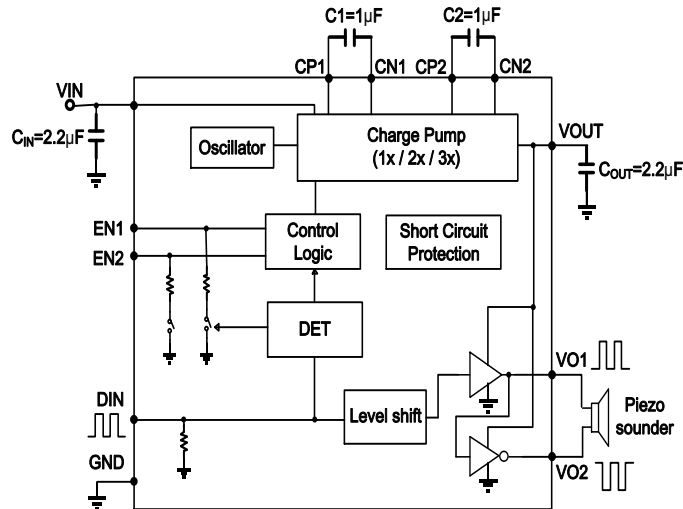 C1=1µF
C2=1µF
CP1
CN1
CP2
CN2
VIN
CIN=2.2µF
Oscillator
Charge Pump
(1x / 2x / 3x)
VOUT
COUT=2.2µF
EN1
EN2
Control
Logic
Short Circuit
Protection
DET
DIN
Level shift
VO1
Piezo
sounder
GND
VO2